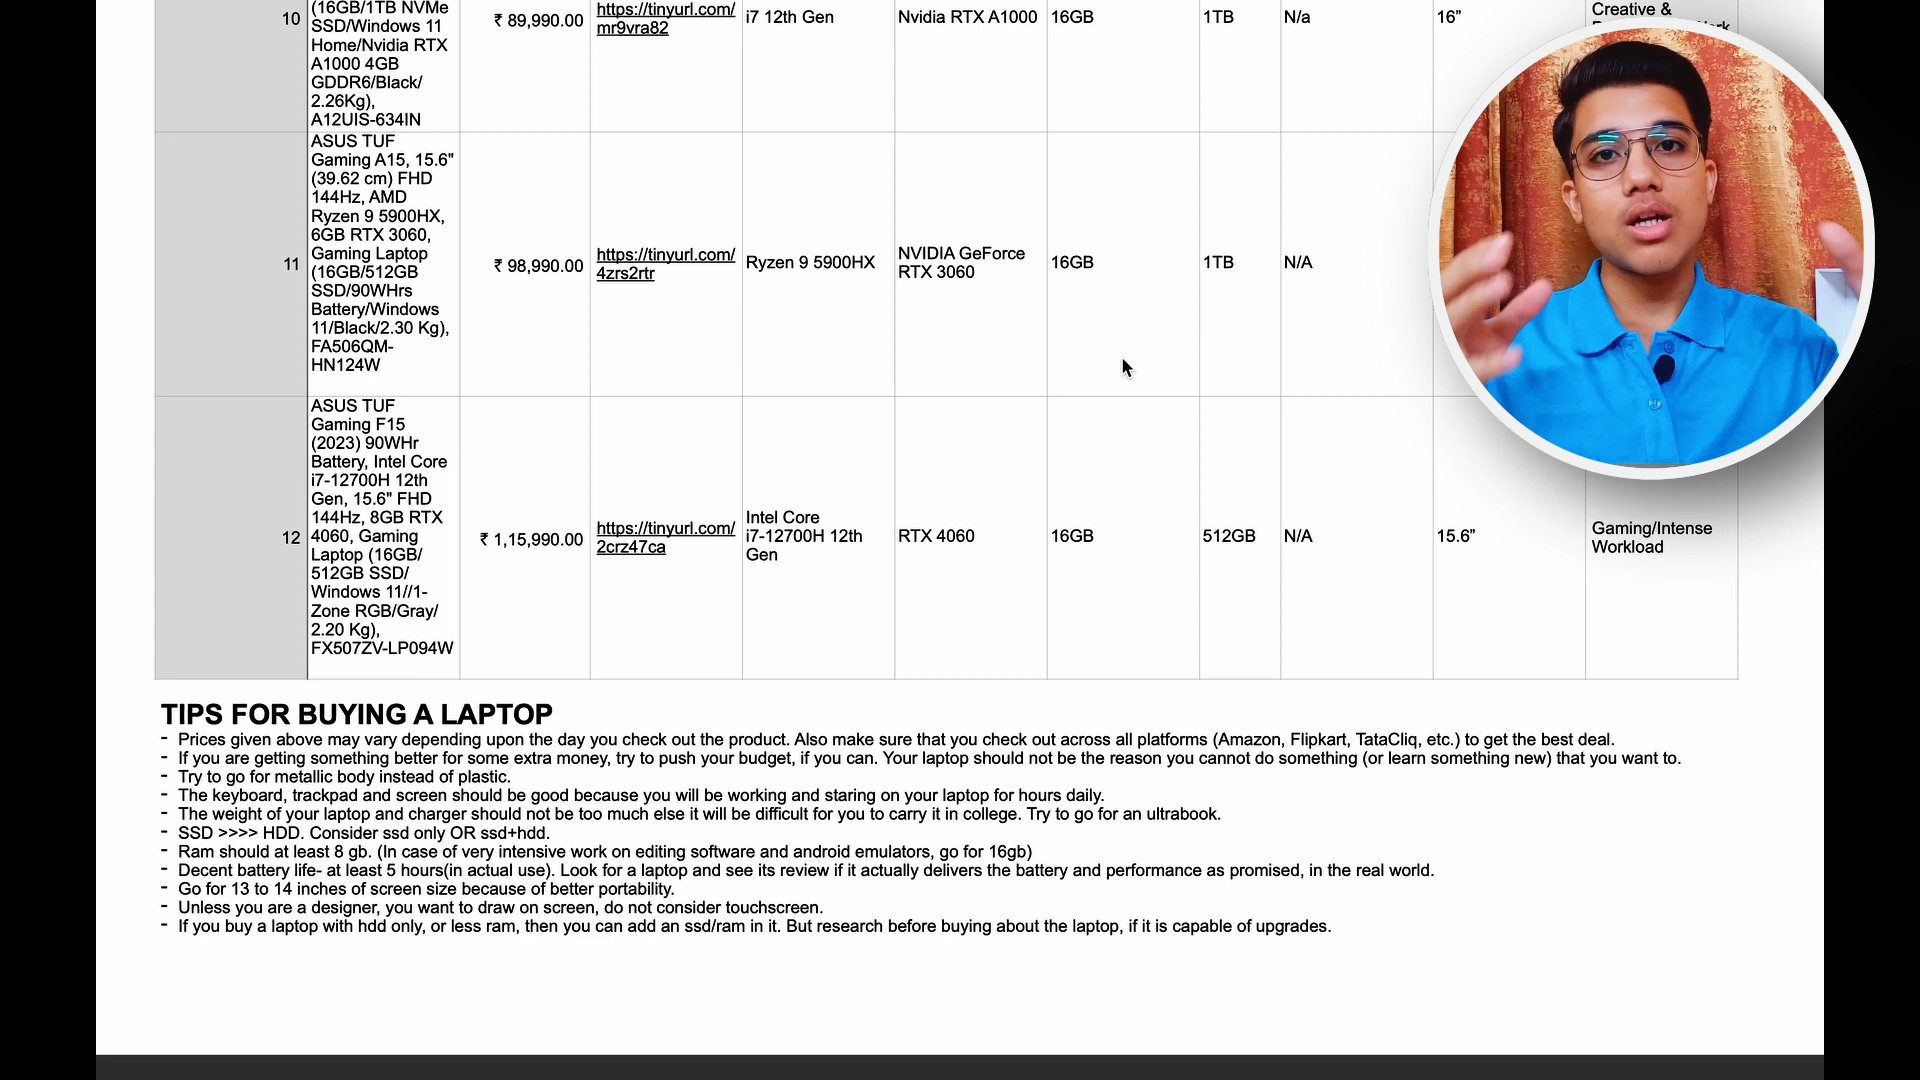 10
(16GB/1TB NVMe
SSD/Windows 11
Home/Nvidia RTX
A1000 4GB
GDDR6/Black/
2.26Kg),
A12UIS-634IN
₹ 89,990.00
https://tinyurl.com/
mr9vra82
i7 12th Gen
Nvidia RTX A1000
16GB
1TB
N/a
16”
Creative &
11
ASUS TUF
Gaming A15, 15.6"
(39.62 cm) FHD
144Hz, AMD
Ryzen 9 5900HX,
6GB RTX 3060,
Gaming Laptop
(16GB/512GB
SSD/90WHrs
Battery/Windows
11/Black/2.30 Kg),
FA506QM-
HN124W
₹ 98,990.00
https://tinyurl.com/
4zrs2rtr
Ryzen 9 5900HX
NVIDIA GeForce
RTX 3060
16GB
1TB
N/A
12
ASUS TUF
Gaming F15
(2023) 90WHr
Battery, Intel Core
i7-12700H 12th
Gen, 15.6" FHD
144Hz, 8GB RTX
4060, Gaming
Laptop (16GB/
512GB SSD/
Windows 11//1-
Zone RGB/Gray/
2.20 Kg),
FX507ZV-LP094W
₹ 1,15,990.00
https://tinyurl.com/
2crz47ca
Intel Core
i7-12700H 12th
Gen
RTX 4060
16GB
512GB
N/A
15.6”
Gaming/Intense
Workload
TIPS FOR BUYING A LAPTOP
- Prices given above may vary depending upon the day you check out the product. Also make sure that you check out across all platforms (Amazon, Flipkart, TataCliq, etc.) to get the best deal.
- If you are getting something better for some extra money, try to push your budget, if you can. Your laptop should not be the reason you cannot do something (or learn something new) that you want to.
- Try to go for metallic body instead of plastic.
- The keyboard, trackpad and screen should be good because you will be working and staring on your laptop for hours daily.
- The weight of your laptop and charger should not be too much else it will be difficult for you to carry it in college. Try to go for an ultrabook.
- SSD >>>> HDD. Consider ssd only OR ssd+hdd.
- Ram should at least 8 gb. (In case of very intensive work on editing software and android emulators, go for 16gb)
- Decent battery life- at least 5 hours(in actual use). Look for a laptop and see its review if it actually delivers the battery and performance as promised, in the real world.
- Go for 13 to 14 inches of screen size because of better portability.
- Unless you are a designer, you want to draw on screen, do not consider touchscreen.
- If you buy a laptop with hdd only, or less ram, then you can add an ssd/ram in it. But research before buying about the laptop, if it is capable of upgrades.